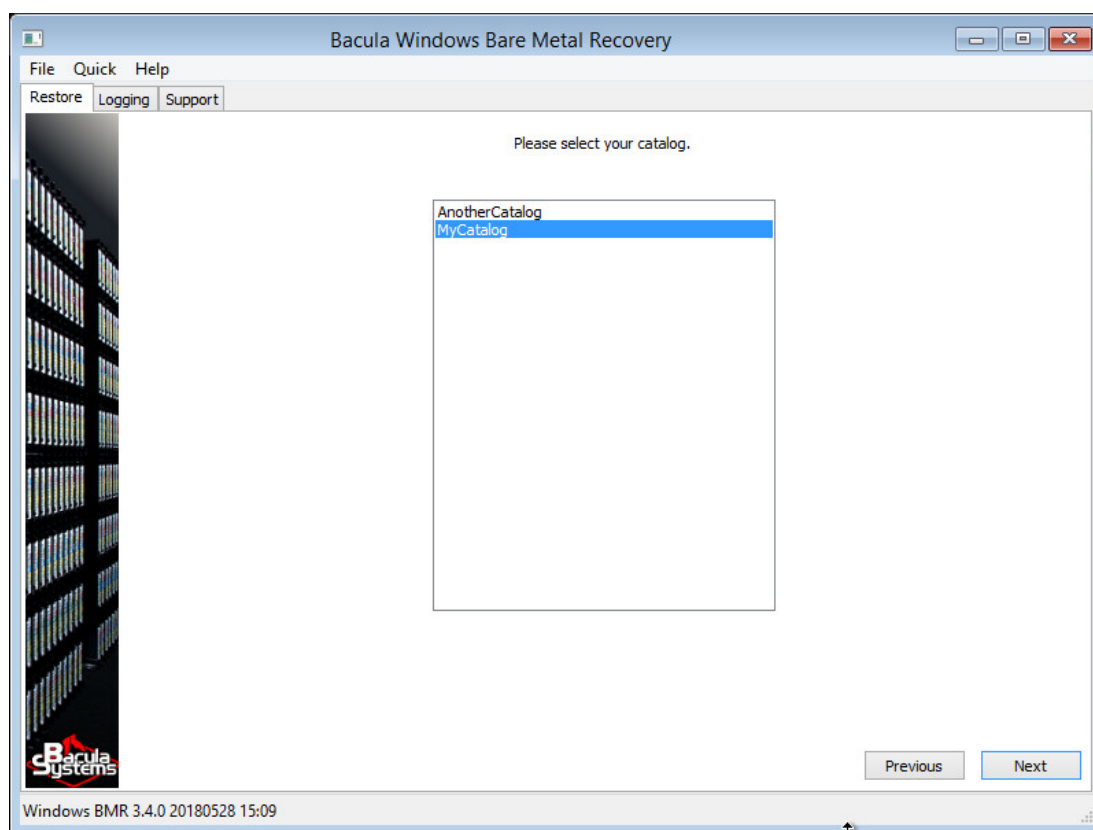 Bacula Windows Bare Metal Recovery
File Quick Help
Restore Logging Support
Please select your catalog.
AnotherCatalog
MyCatalog
Bacula
Systems
Previous Next
Windows BMR 3.4.0 20180528 15:09